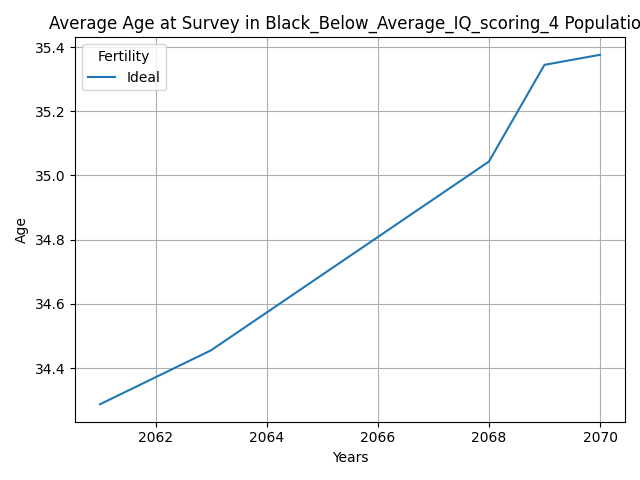 Average Age at Survey in Black_Below_Average_IQ_scoring_4 Populatio
Fertility
Ideal
35.4
35.2
35.0
34.8
34.6
34.4
Age
2062 2064 2066 2068 2070
Years